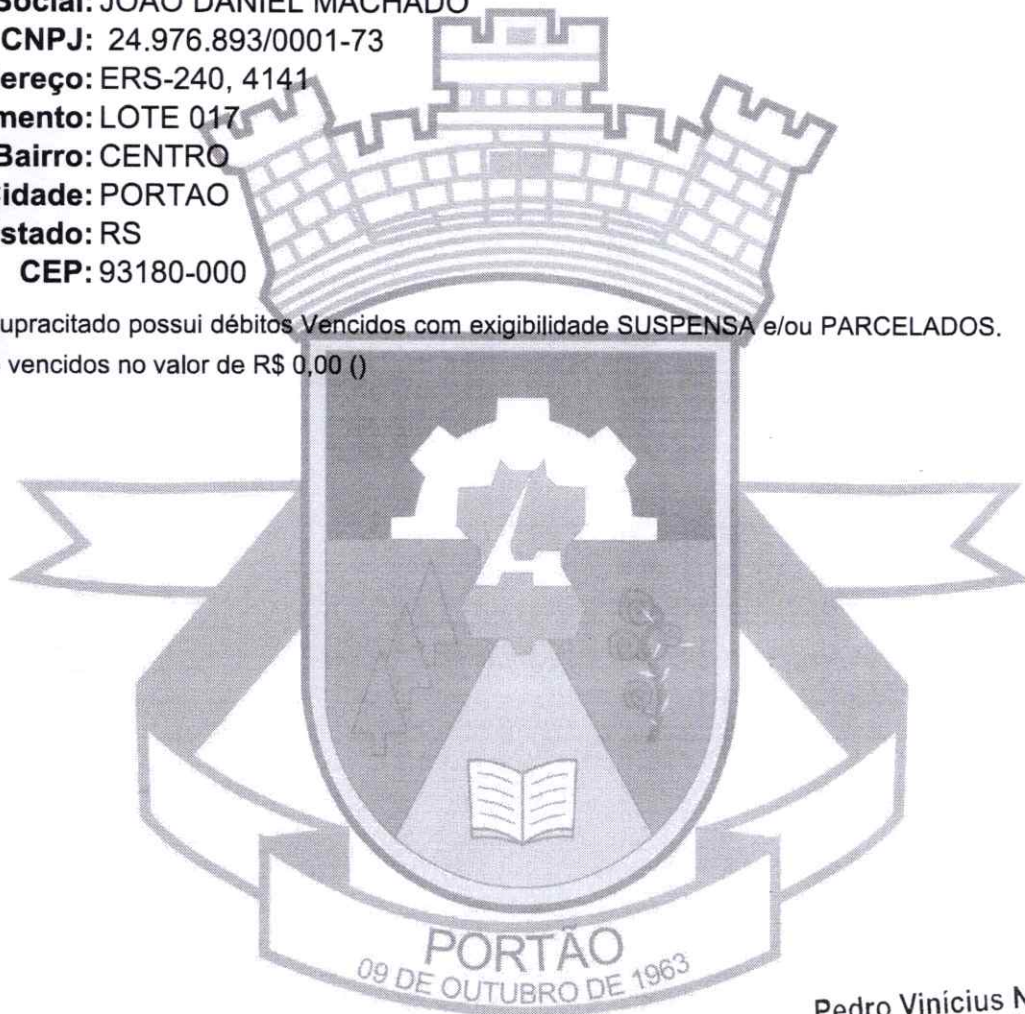 Social: JOAO DANIEL MACHADO
CNPJ: 24.976.893/0001-73
ereço: ERS-240, 4141
mento: LOTE 017
Bairro: CENTRO
idade: PORTAO
stado: RS
CEP: 93180-000
upracitado possui débitos Vencidos com exigibilidade SUSPENSA e/ou PARCELADOS.
vencidos no valor de R$ 0,00 ()
PORTÃO
09 DE OUTUBRO DE 1963
Pedro Vinícius N